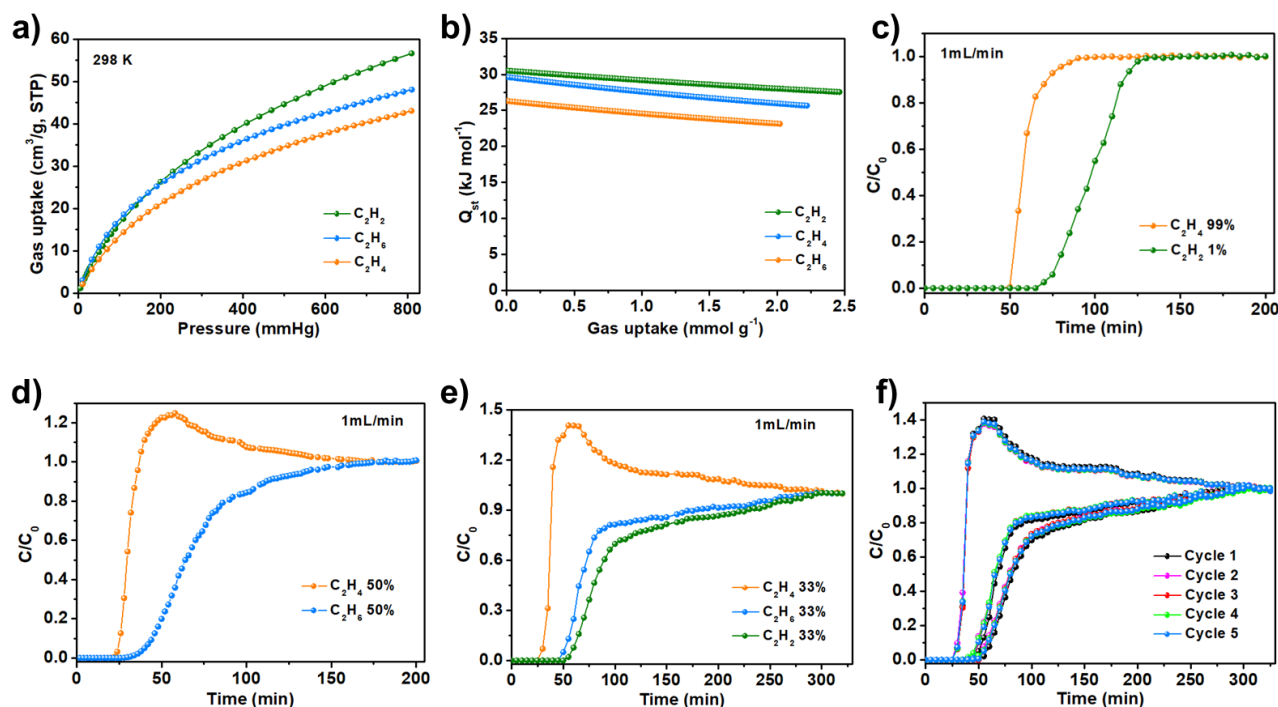 a)
298 K
Gas uptake (cm³/g, STP)
60
50
40
30
20
10
0
0 200 400 600 800
Pressure (mmHg)
C₂H₂
C₂H₆
C₂H₄
b)
Qst (kJ mol⁻¹)
35
30
25
20
15
10
5
0
0.0 0.5 1.0 1.5 2.0 2.5
Gas uptake (mmol g⁻¹)
C₂H₂
C₂H₄
C₂H₆
c)
1mL/min
C/C₀
1.0
0.8
0.6
0.4
0.2
0.0
0 50 100 150 200
Time (min)
C₂H₄ 99%
C₂H₂ 1%
d)
1mL/min
C/C₀
1.2
1.0
0.8
0.6
0.4
0.2
0.0
0 50 100 150 200
Time (min)
C₂H₄ 50%
C₂H₆ 50%
e)
1mL/min
C/C₀
1.5
1.2
0.9
0.6
0.3
0.0
0 50 100 150 200 250 300
Time (min)
C₂H₄ 33%
C₂H₆ 33%
C₂H₂ 33%
f)
C/C₀
1.4
1.2
1.0
0.8
0.6
0.4
0.2
0.0
0 50 100 150 200 250 300
Time (min)
Cycle 1
Cycle 2
Cycle 3
Cycle 4
Cycle 5